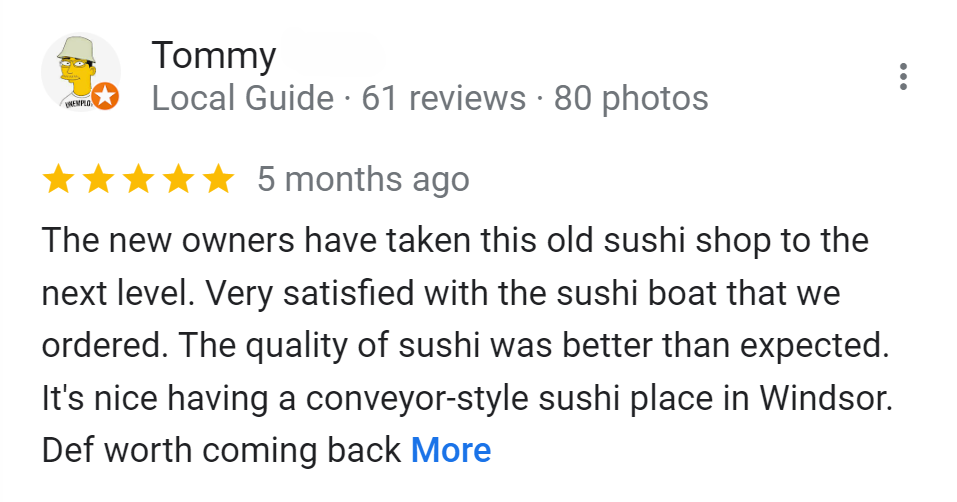 Tommy
Local Guide · 61 reviews · 80 photos
5 months ago
The new owners have taken this old sushi shop to the
next level. Very satisfied with the sushi boat that we
ordered. The quality of sushi was better than expected.
It's nice having a conveyor-style sushi place in Windsor.
Def worth coming back More